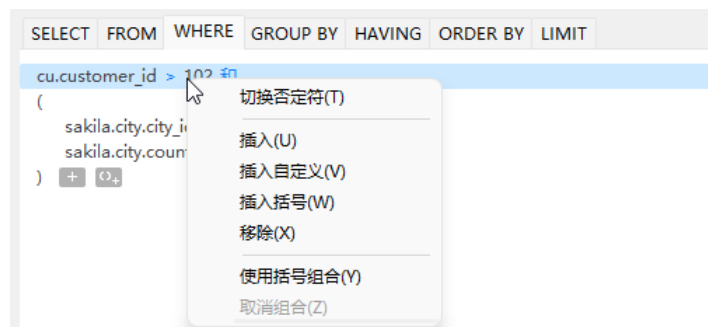 SELECT FROM WHERE GROUP BY HAVING ORDER BY LIMIT
cu.customer_id > 102 和
(
sakila.city.city_i
sakila.city.coun
)
切换否定符(T)
插入(U)
插入自定义(V)
插入括号(W)
移除(X)
使用括号组合(Y)
取消组合(Z)